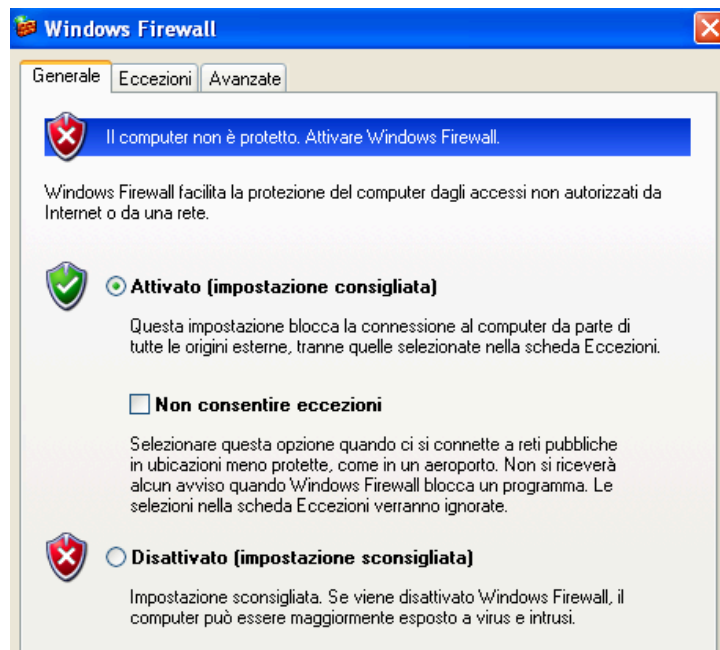 Windows Firewall
Generale Eccezioni Avanzate
Il computer non è protetto. Attivare Windows Firewall.
Windows Firewall facilita la protezione del computer dagli accessi non autorizzati da
Internet o da una rete.
Attivato (impostazione consigliata)
Questa impostazione blocca la connessione al computer da parte di
tutte le origini esterne, tranne quelle selezionate nella scheda Eccezioni.
Non consentire eccezioni
Selezionare questa opzione quando ci si connette a reti pubbliche
in ubicazioni meno protette, come in un aeroporto. Non si riceverà
alcun avviso quando Windows Firewall blocca un programma. Le
selezioni nella scheda Eccezioni verranno ignorate.
Disattivato (impostazione sconsigliata)
Impostazione sconsigliata. Se viene disattivato Windows Firewall, il
computer può essere maggiormente esposto a virus e intrusi.